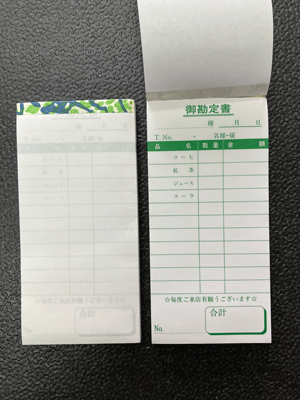 御勘定書
様 月 日
T.No. ・ 名様・係
品 名 数量 金 額
コーヒ
紅 茶
ジュース
コーラ
☆毎度ご来店有難うございます☆
合計
No.